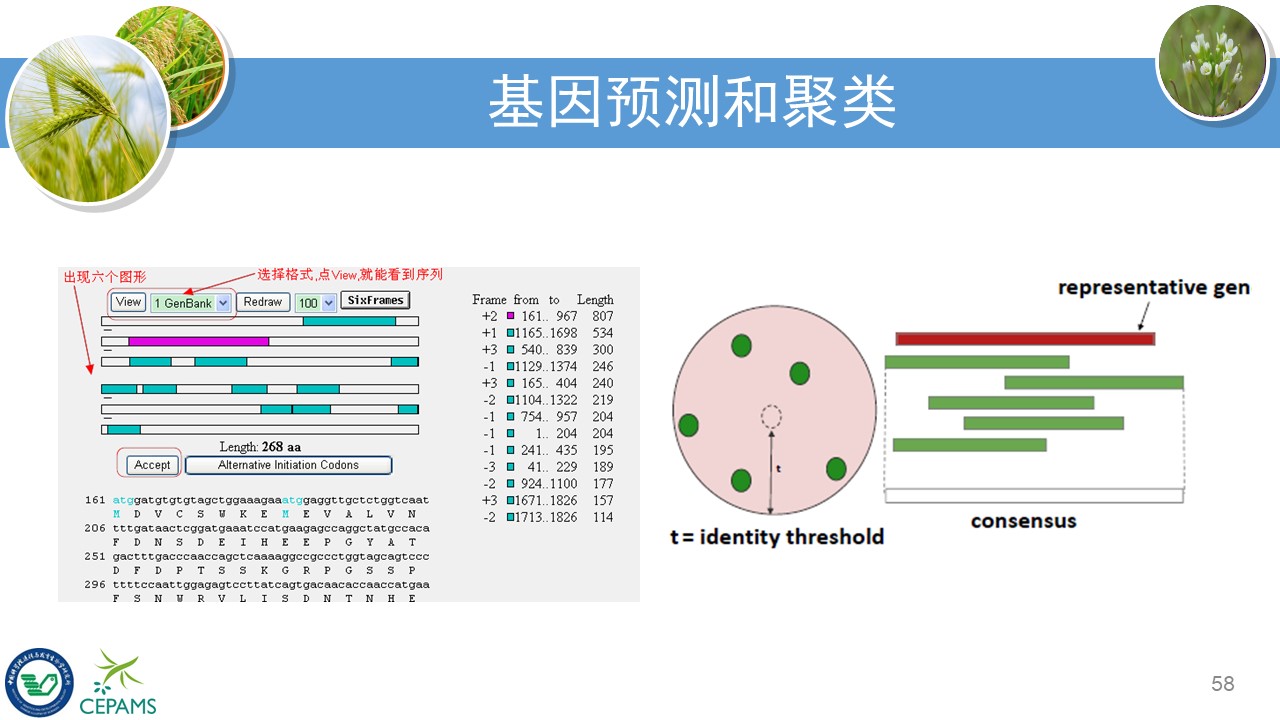 基因预测和聚类
出现六个图形
选择格式,点View,就能看到序列
View 1 GenBank Redraw 100 SixFrames
Length: 268 aa
Accept Alternative Initiation Codons
161 atggatgtgtgtagctggaaagaaatggaggttgctctggtcaat
M D V C S W K E M E V A L V N
206 tttgataactcggatgaaatccatgaagagccaggctatgccaca
F D N S D E I H E E P G Y A T
251 gactttgacccaaccagctcaaaaggccgccctggtagcagtccc
D F D P T S S K G R P G S S P
296 ttttccaattggagagtccttatcagtgacaacaccaaccatgaa
F S N W R V L I S D N T N H E
Frame from to Length
+2 161.. 967 807
+1 1165..1698 534
+3 540.. 839 300
-1 1129..1374 246
+3 165.. 404 240
-2 1104..1322 219
-1 754.. 957 204
-1 1.. 204 204
-1 241.. 435 195
-3 41.. 229 189
-2 924..1100 177
+3 1671..1826 157
-2 1713..1826 114
representative gen
t
t = identity threshold
consensus
CEPAMS
58